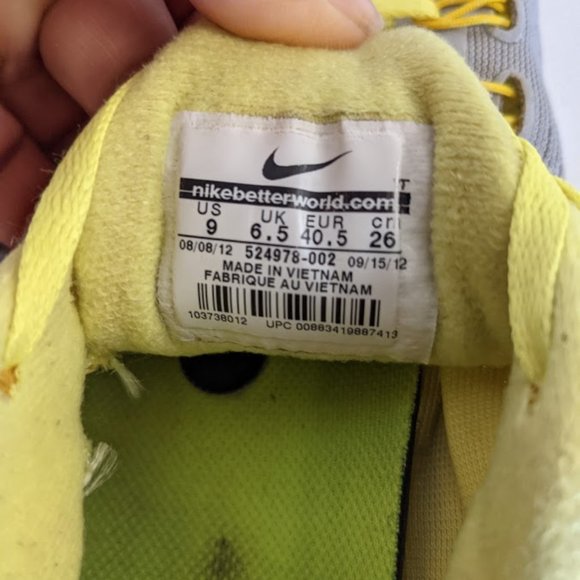 nikebetterworld.com
US UK EUR cm
9 6.5 40.5 26
08/08/12 524978-002 09/15/12
MADE IN VIETNAM
FABRIQUE AU VIETNAM
103738012 UPC 00883419887413